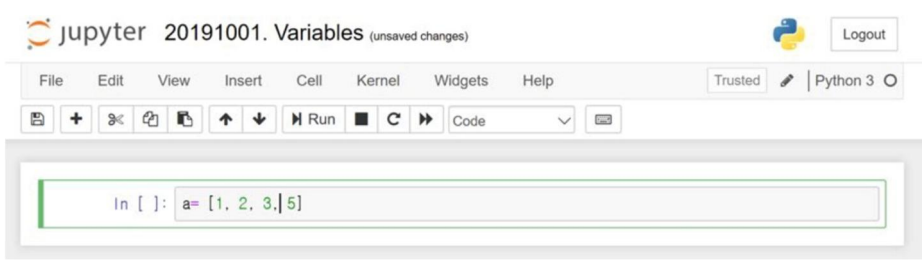 jupyter 20191001. Variables (unsaved changes) Logout
File Edit View Insert Cell Kernel Widgets Help Trusted Python 3
Run Code
In [ ]: a= [1, 2, 3, 5]